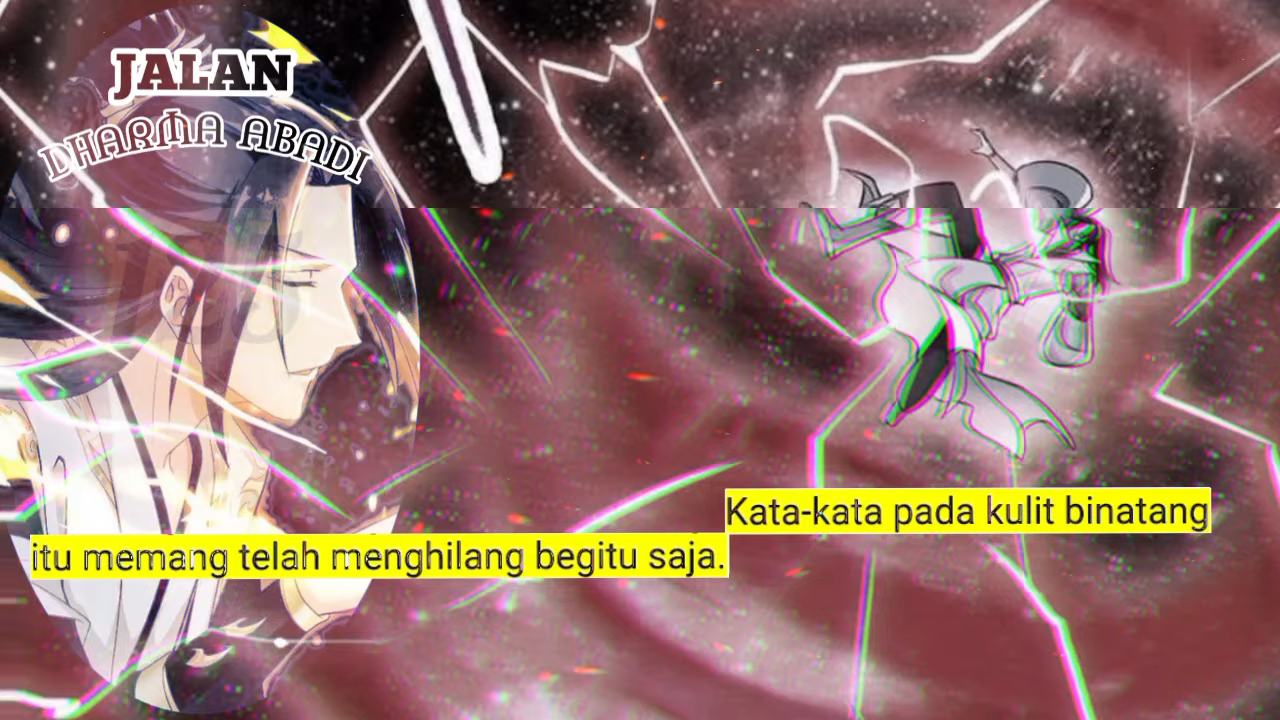 JALAN
DHARMA ABADI
Kata-kata pada kulit binatang
itu memang telah menghilang begitu saja.